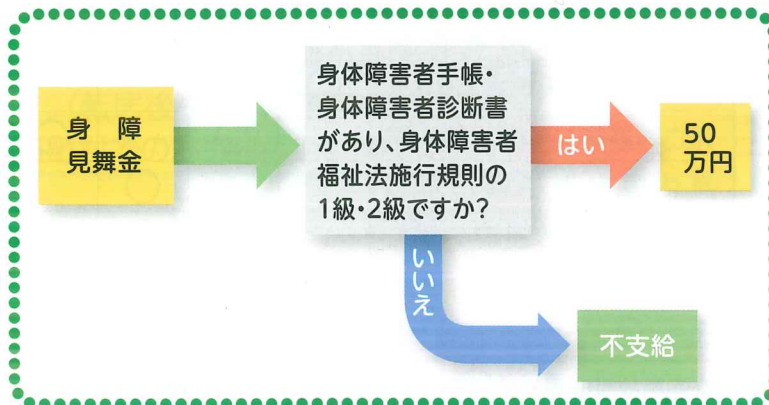 身 障
見舞金
身体障害者手帳・
身体障害者診断書
があり、身体障害者
福祉法施行規則の
1級・2級ですか?
はい
50
万円
いいえ
不支給